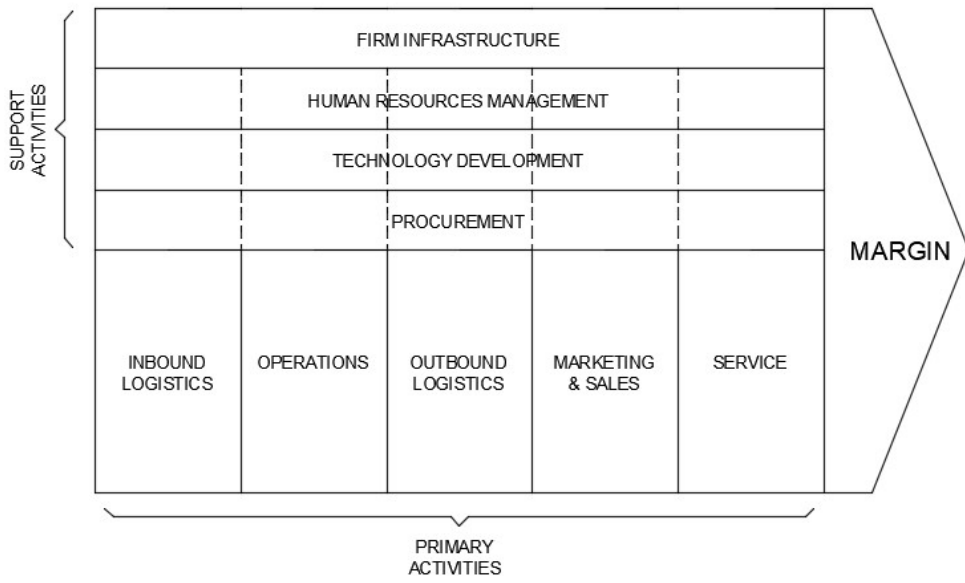 FIRM INFRASTRUCTURE
HUMAN RESOURCES MANAGEMENT
TECHNOLOGY DEVELOPMENT
PROCUREMENT
SUPPORT
ACTIVITIES
MARGIN
INBOUND
LOGISTICS
OPERATIONS
OUTBOUND
LOGISTICS
MARKETING
& SALES
SERVICE
PRIMARY
ACTIVITIES